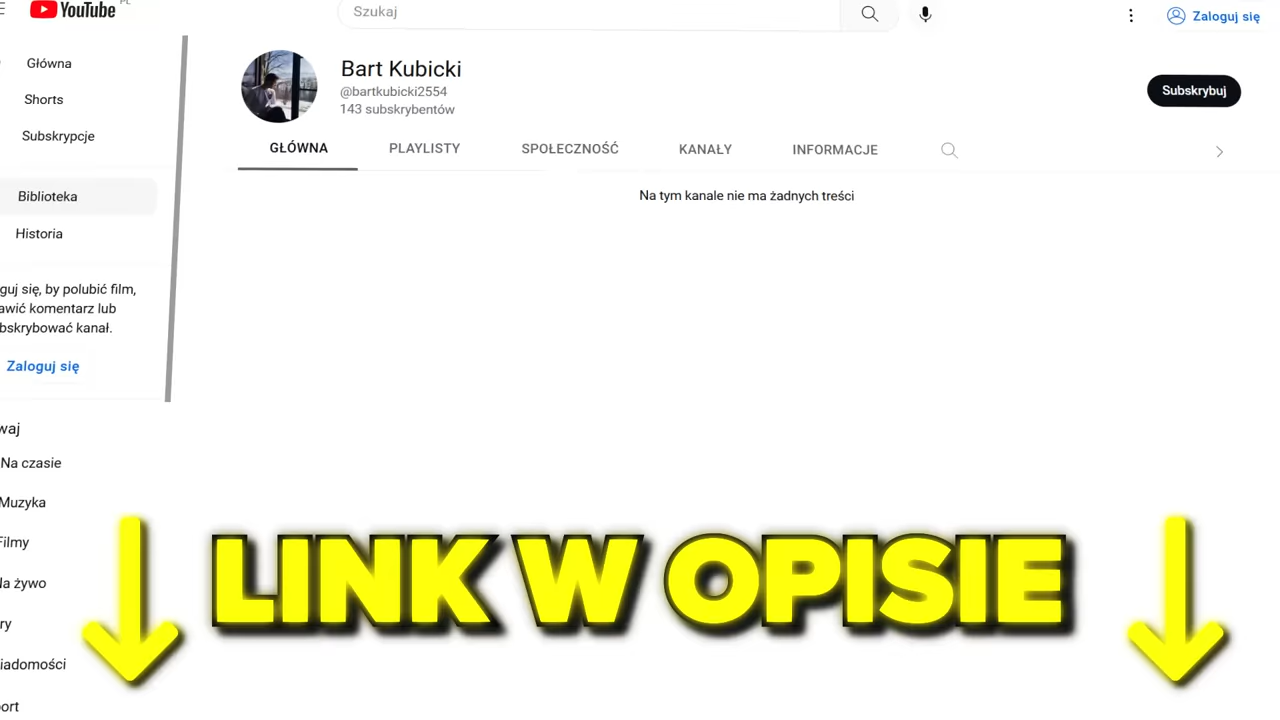 YouTube PL
Szukaj
Zaloguj się
Główna
Shorts
Subskrypcje
Biblioteka
Historia
guj się, by polubić film,
awić komentarz lub
bskrybować kanał.
Zaloguj się
waj
Na czasie
Muzyka
Filmy
Na żywo
ry
iadomości
port
Bart Kubicki
@bartkubicki2554
143 subskrybentów
Subskrybuj
GŁÓWNA
PLAYLISTY
SPOŁECZNOŚĆ
KANAŁY
INFORMACJE
Na tym kanale nie ma żadnych treści
LINK W OPISIE